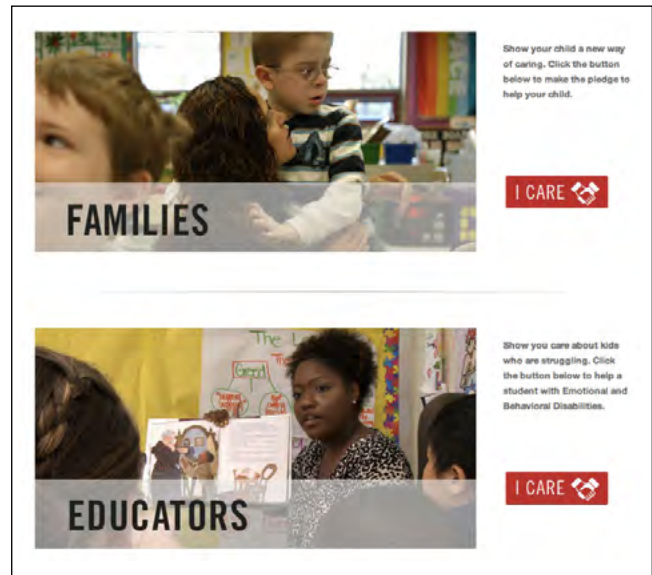 Show your child a new way
of caring. Click the button
below to make the pledge to
help your child.
I CARE
FAMILIES
Show you care about kids
who are struggling. Click
the button below to help a
student with Emotional and
Behavioral Disabilities.
I CARE
The
General
EDUCATORS